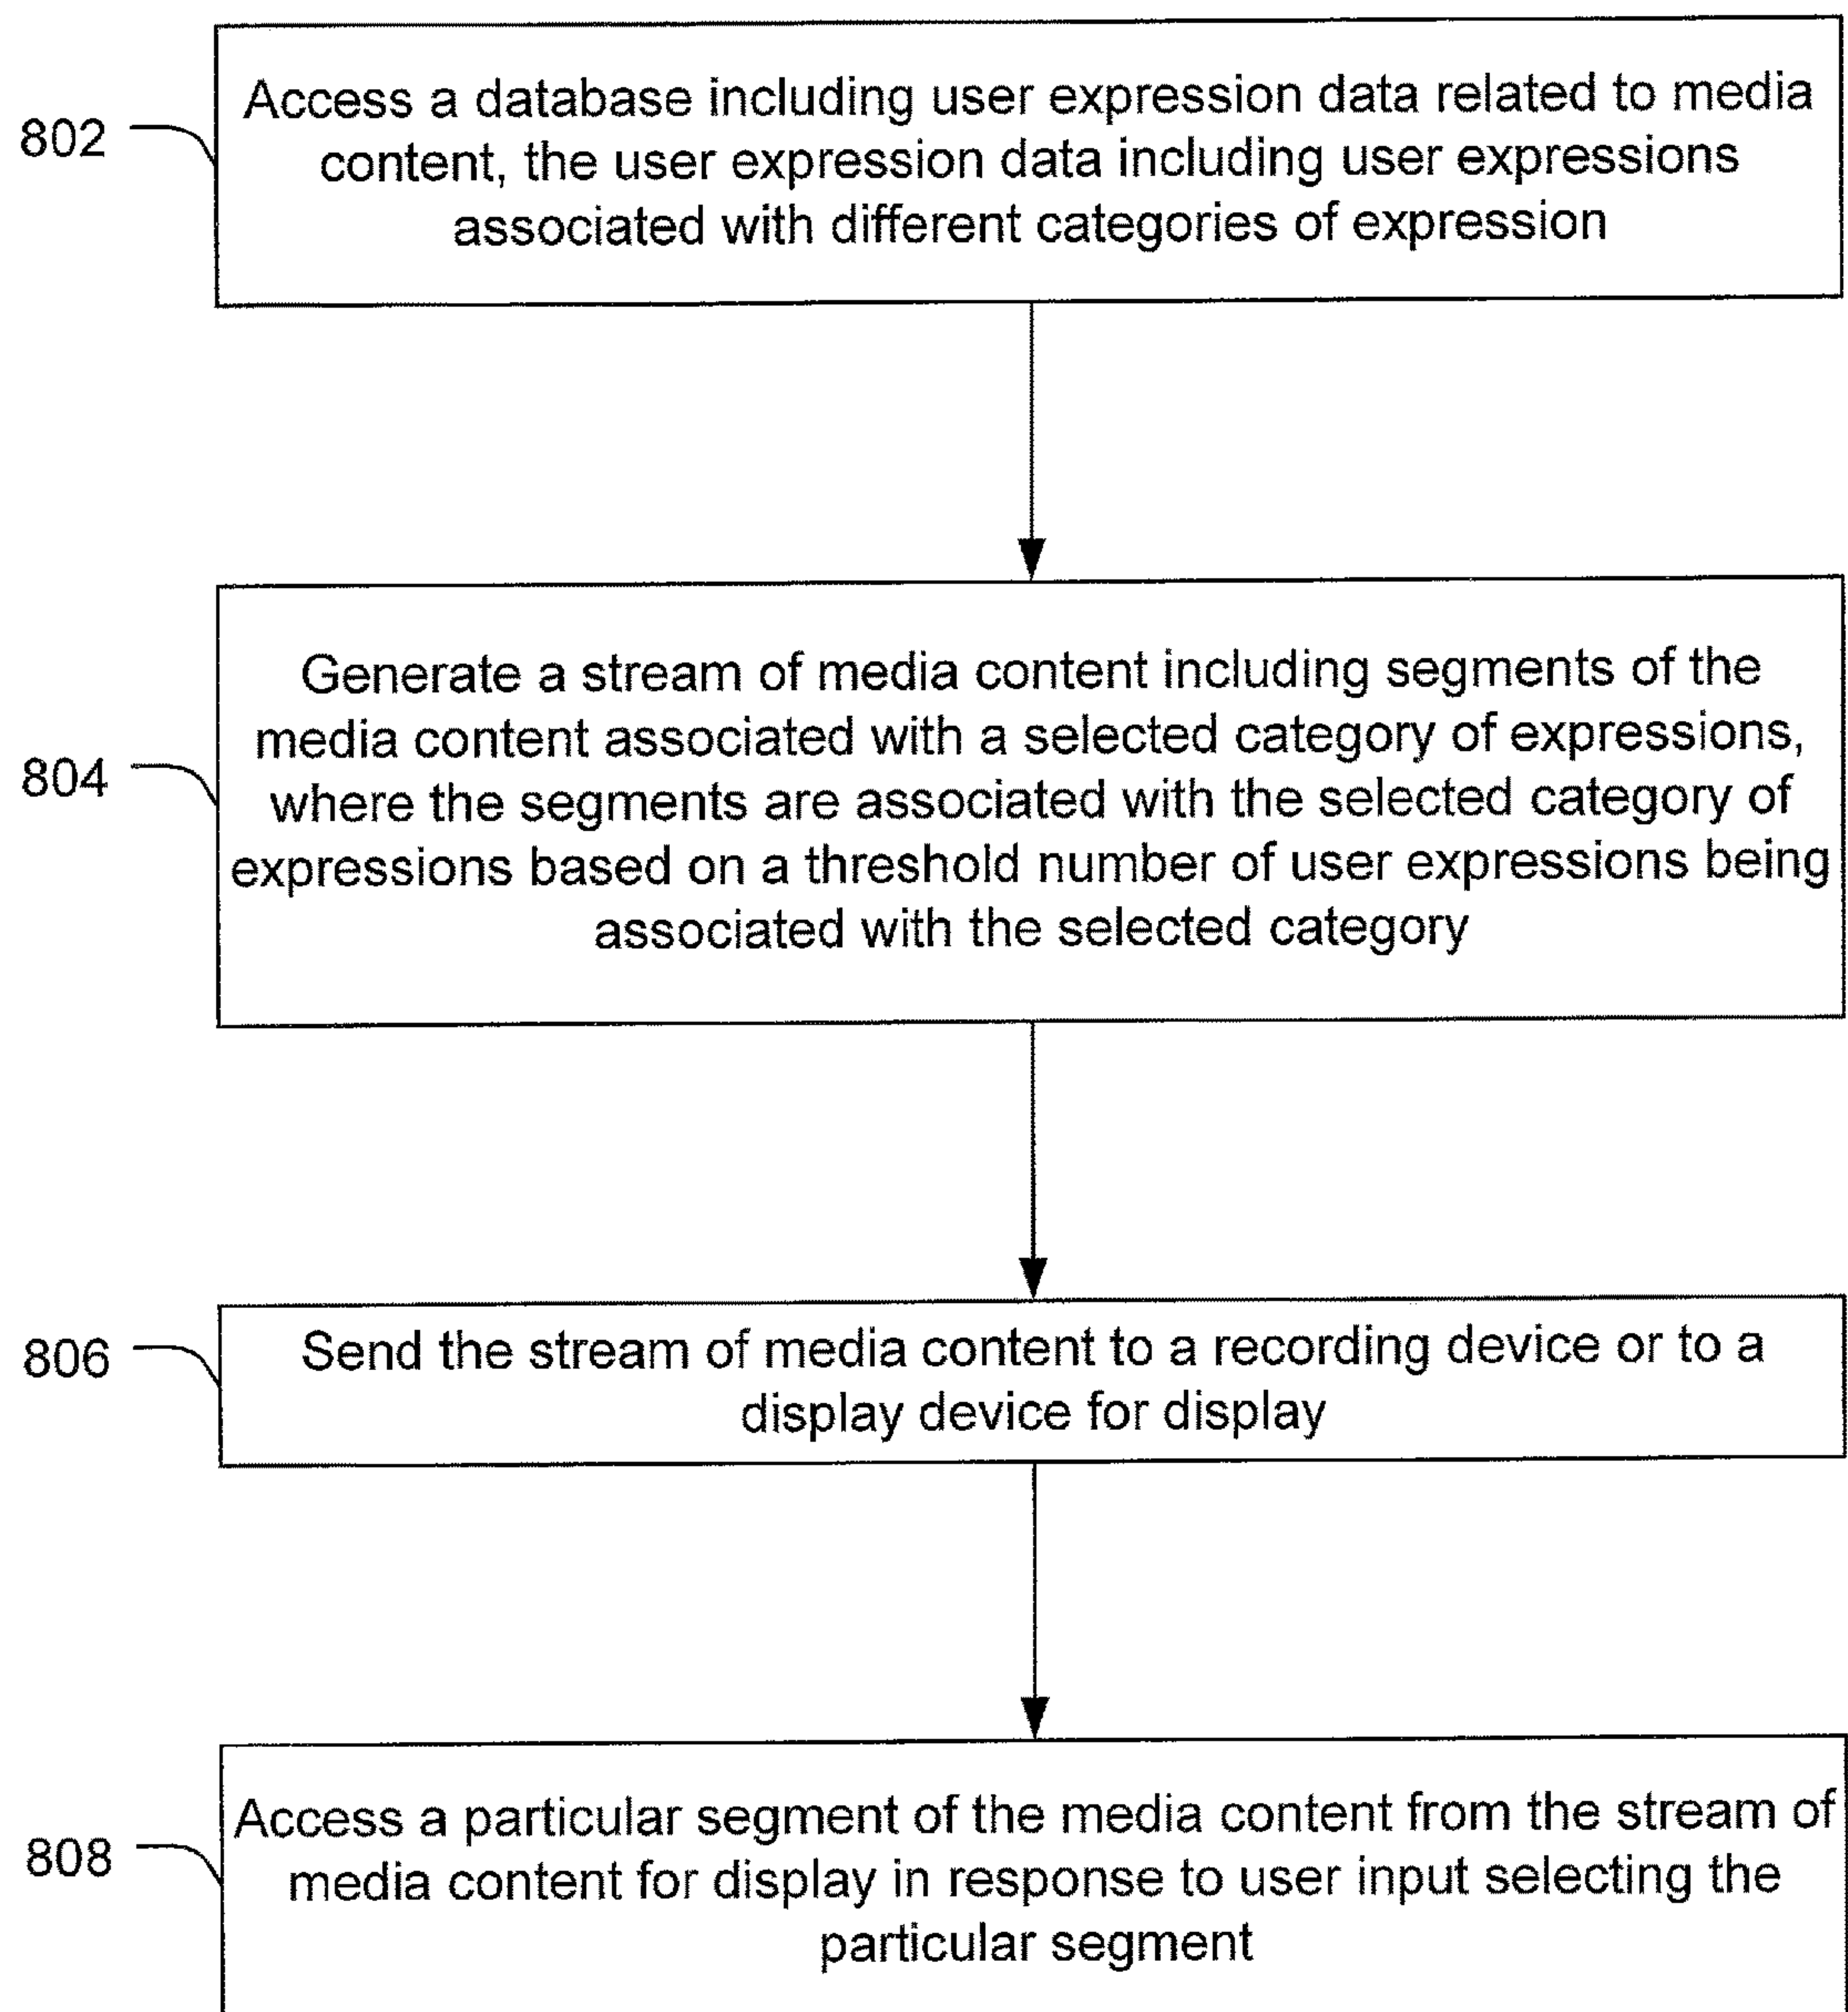 802
Access a database including user expression data related to media
content, the user expression data including user expressions
associated with different categories of expression
804
Generate a stream of media content including segments of the
media content associated with a selected category of expressions,
where the segments are associated with the selected category of
expressions based on a threshold number of user expressions being
associated with the selected category
806
Send the stream of media content to a recording device or to a
display device for display
808
Access a particular segment of the media content from the stream of
media content for display in response to user input selecting the
particular segment